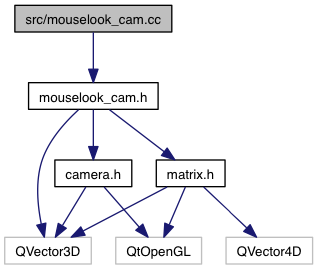 src/mouselook_cam.cc
mouselook_cam.h
camera.h
matrix.h
QVector3D
QtOpenGL
QVector4D